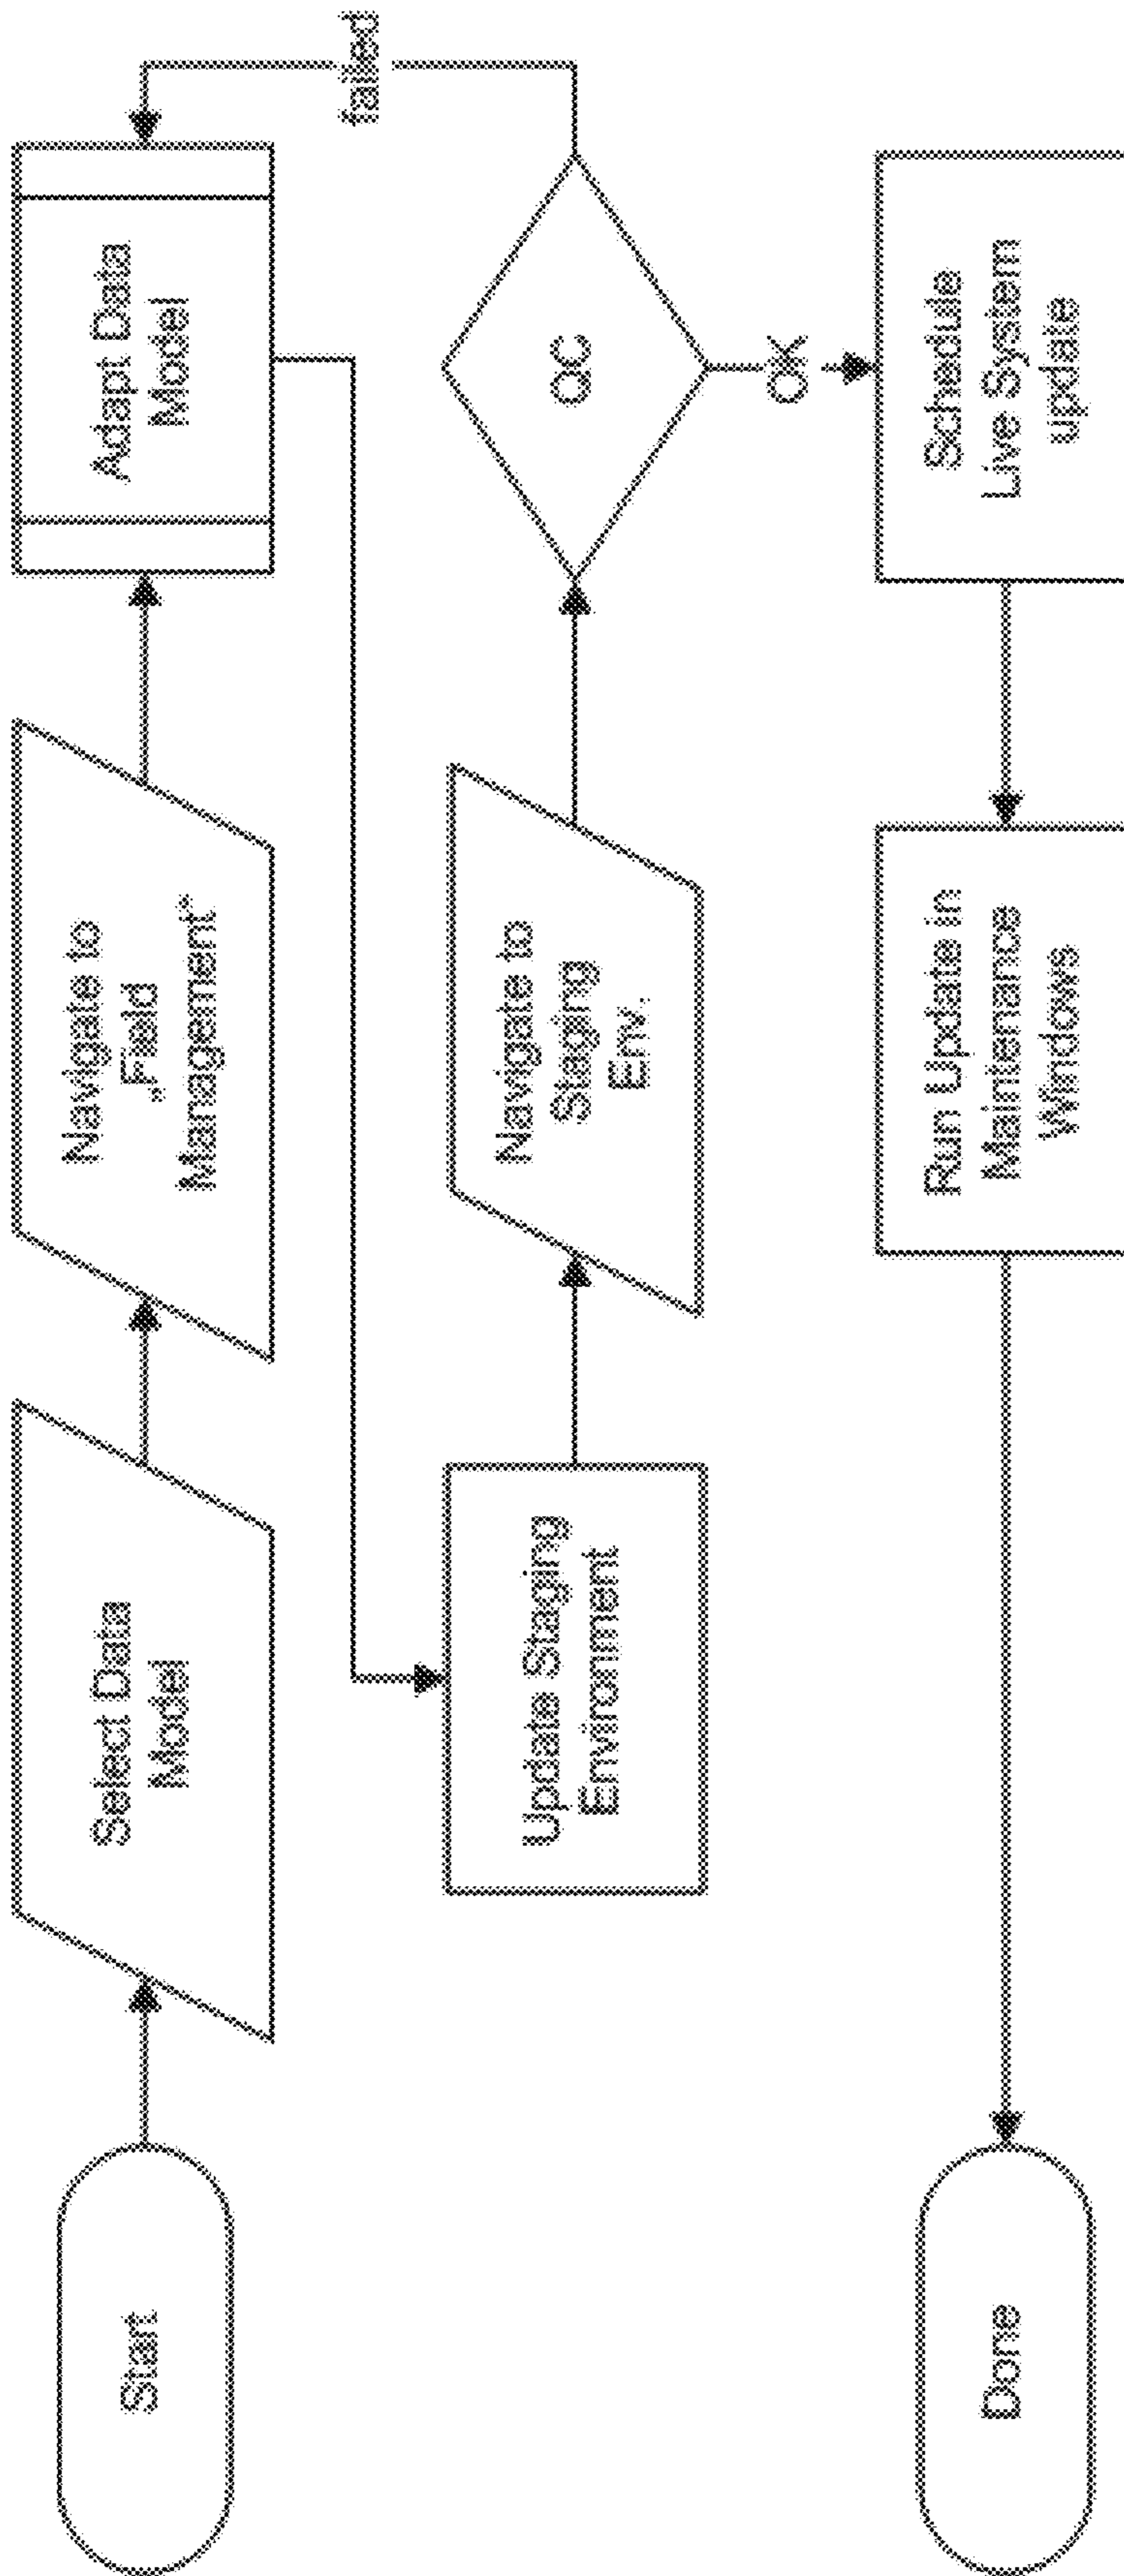 Start
Select Data
Model
Navigate to
„Field
Management“
Adapt Data
Model
failed
Update Staging
Environment
Navigate to
Staging
Env.
QC
OK
Schedule
Live System
update
Run Update in
Maintenance
Windows
Done